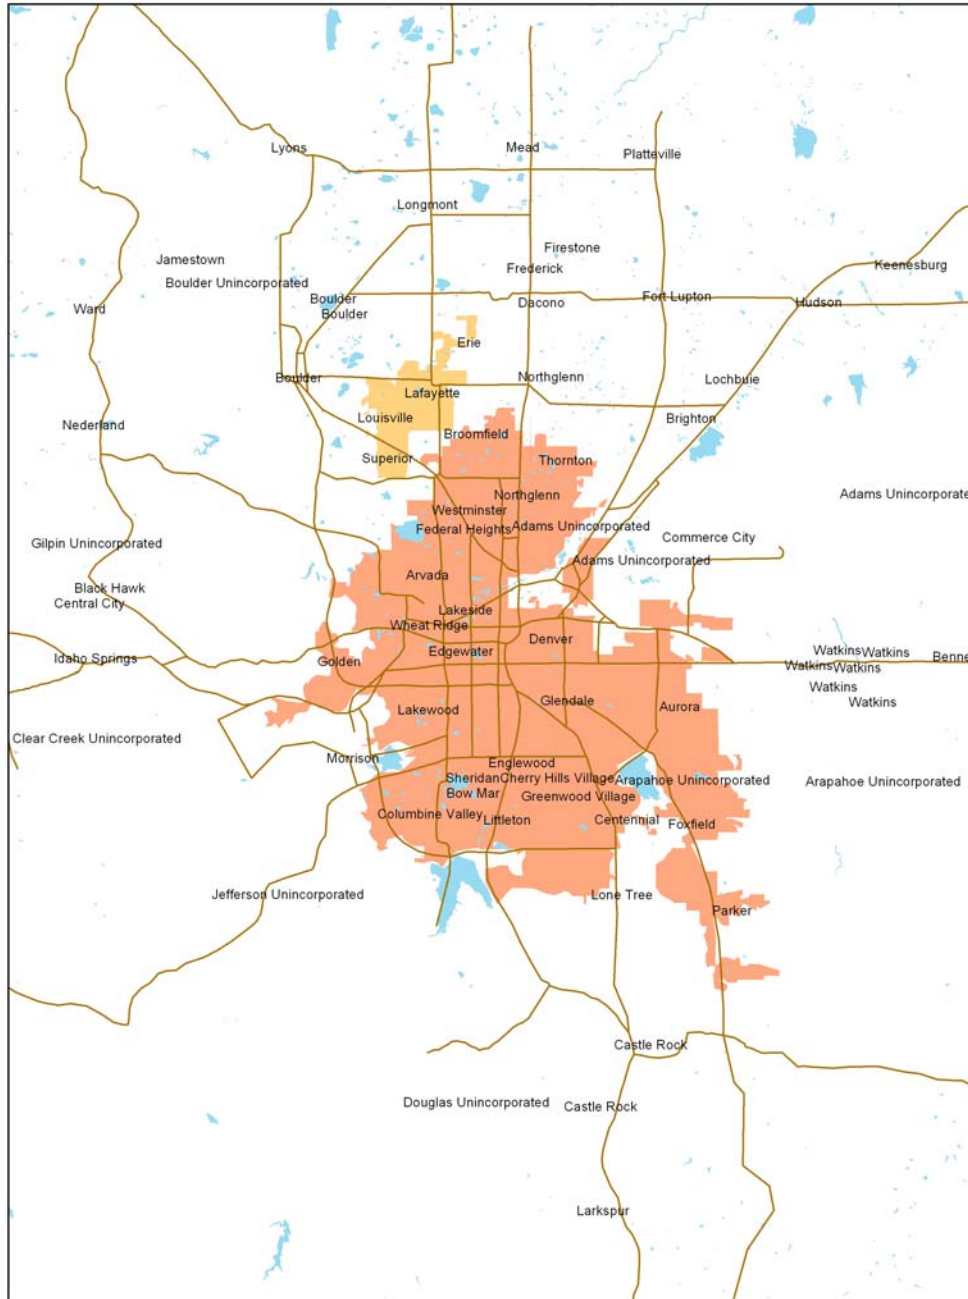 Lyons
Mead
Platteville
Longmont
Firestone
Jamestown
Frederick
Keenesburg
Boulder Unincorporated
Boulder
Dacono
Fort Lupton
Hudson
Ward
Boulder
Erie
Boulder
Northglenn
Lochbuie
Lafayette
Louisville
Brighton
Nederland
Broomfield
Superior
Thornton
Northglenn
Adams Unincorporate
Westminster
Federal Heights
Adams Unincorporated
Commerce City
Gilpin Unincorporated
Adams Unincorporated
Arvada
Black Hawk
Central City
Lakeside
Wheat Ridge
Denver
Edgewater
Watkins
Watkins
Benne
Idaho Springs
Golden
Watkins
Watkins
Watkins
Glendale
Watkins
Lakewood
Aurora
Clear Creek Unincorporated
Morrison
Englewood
Sheridan
Cherry Hills Village
Arapahoe Unincorporated
Arapahoe Unincorporated
Bow Mar
Greenwood Village
Columbine Valley
Littleton
Centennial
Foxfield
Jefferson Unincorporated
Lone Tree
Parker
Castle Rock
Douglas Unincorporated
Castle Rock
Larkspur